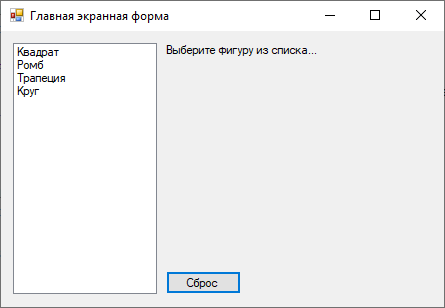 Главная экранная форма
Квадрат
Ромб
Трапеция
Круг
Выберите фигуру из списка...
Сброс